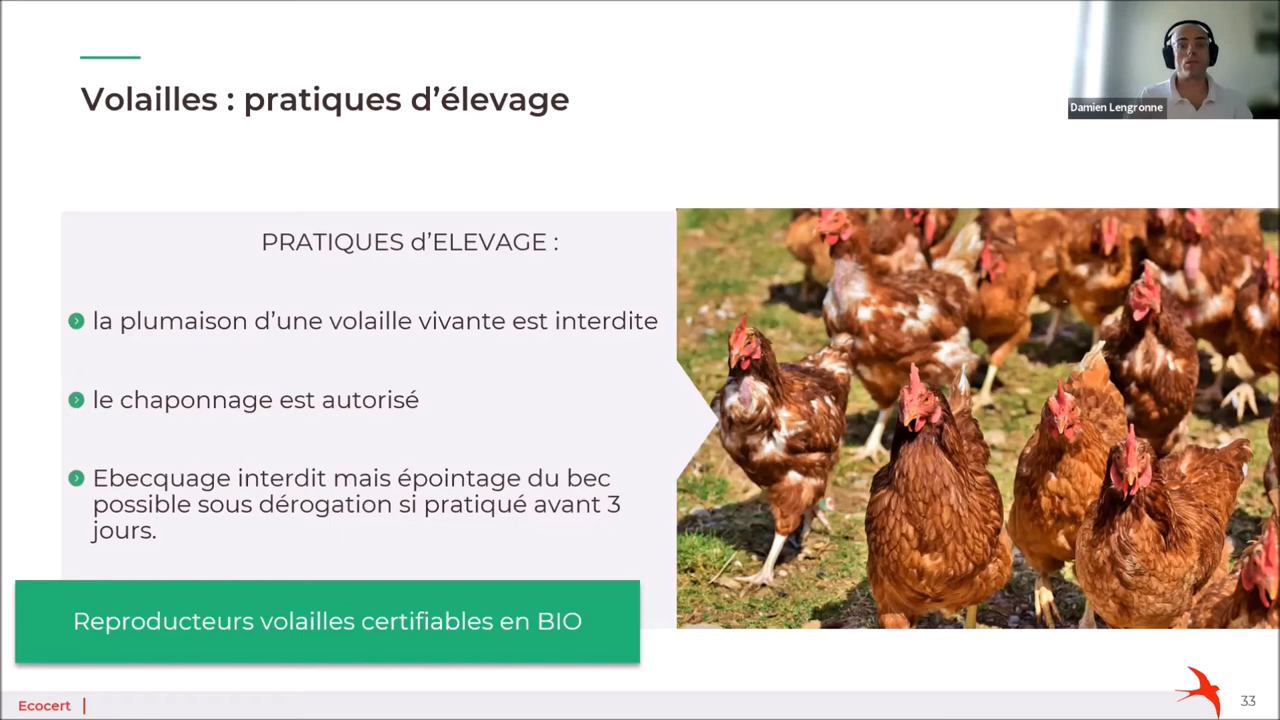 Damien Lengronne
Volailles : pratiques d’élevage
PRATIQUES d’ELEVAGE :
la plumaison d’une volaille vivante est interdite
le chaponnage est autorisé
Ebecquage interdit mais épointage du bec
possible sous dérogation si pratiqué avant 3
jours.
Reproducteurs volailles certifiables en BIO
Ecocert |
33